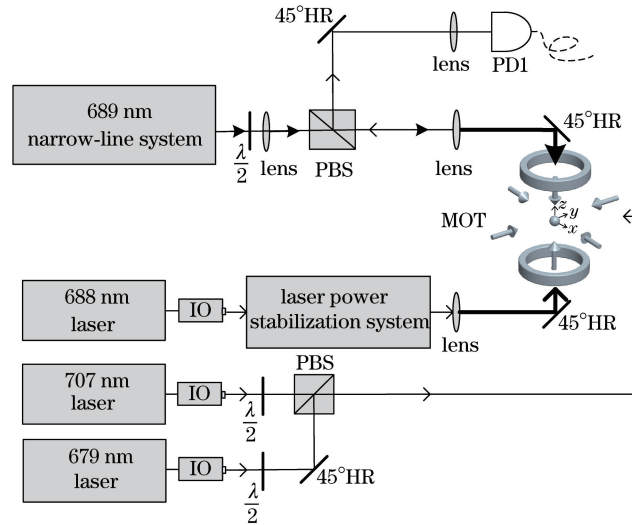 45°HR
lens
PD1
689 nm
narrow-line system
λ/2
lens
PBS
lens
45°HR
MOT
z
y
x
688 nm
laser
IO
laser power
stabilization system
lens
45°HR
707 nm
laser
IO
λ/2
PBS
679 nm
laser
IO
λ/2
45°HR